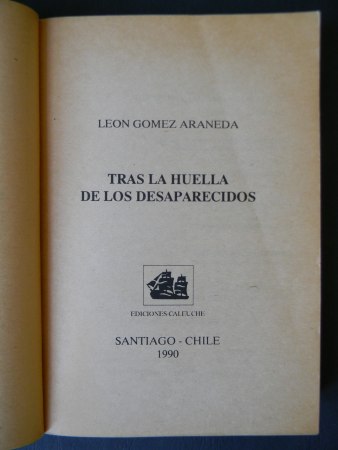 LEON GOMEZ ARANEDA
TRAS LA HUELLA
DE LOS DESAPARECIDOS
EDICIONES CALEUCHE
SANTIAGO - CHILE
1990